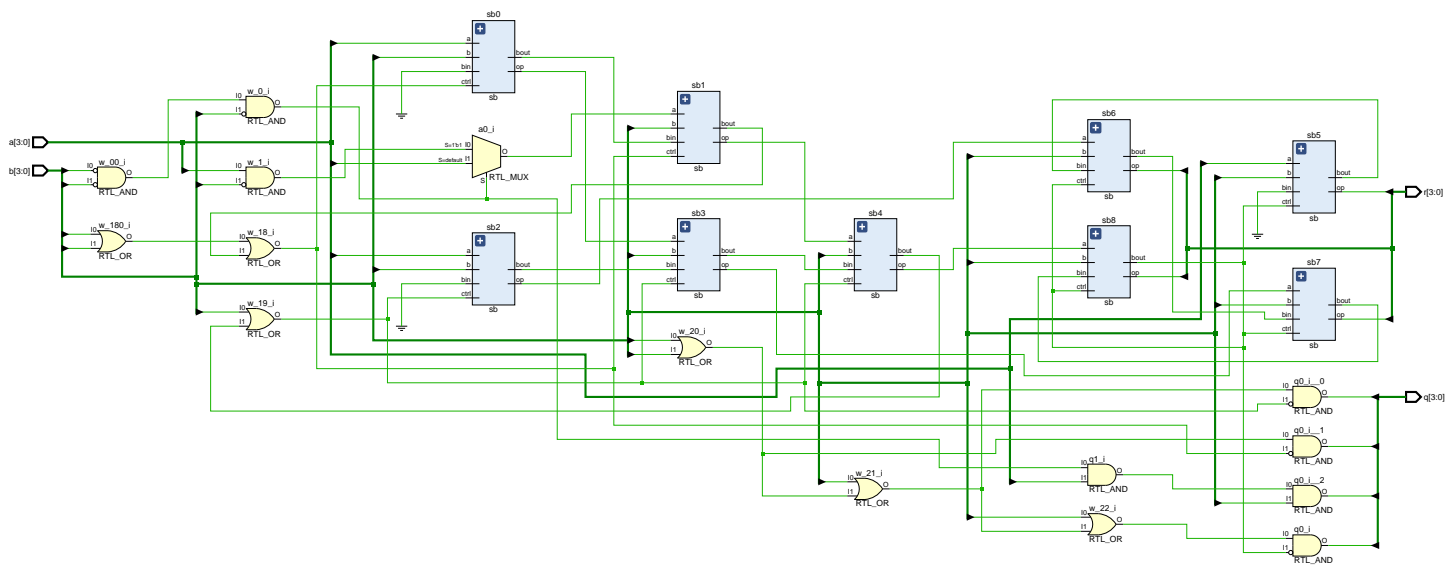 a[3:0]
b[3:0]
w_00_i
I0
I1
O
RTL_AND
w_180_i
I0
I1
O
RTL_OR
w_0_i
I0
I1
O
RTL_AND
w_1_i
I0
I1
O
RTL_AND
w_18_i
I0
I1
O
RTL_OR
w_19_i
I0
I1
O
RTL_OR
sb0
a
b
bin
ctrl
bout
op
sb
a0_i
S=1'b1 I0
S=default I1
S
O
RTL_MUX
sb2
a
b
bin
ctrl
bout
op
sb
sb1
a
b
bin
ctrl
bout
op
sb
sb3
a
b
bin
ctrl
bout
op
sb
w_20_i
I0
I1
O
RTL_OR
sb4
a
b
bin
ctrl
bout
op
sb
w_21_i
I0
I1
O
RTL_OR
sb6
a
b
bin
ctrl
bout
op
sb
sb8
a
b
bin
ctrl
bout
op
sb
q1_i
I0
I1
O
RTL_AND
w_22_i
I0
I1
O
RTL_OR
sb5
a
b
bin
ctrl
bout
op
sb
sb7
a
b
bin
ctrl
bout
op
sb
q0_i__0
I0
I1
O
RTL_AND
q0_i__1
I0
I1
O
RTL_AND
q0_i__2
I0
I1
O
RTL_AND
q0_i
I0
I1
O
RTL_AND
r[3:0]
q[3:0]